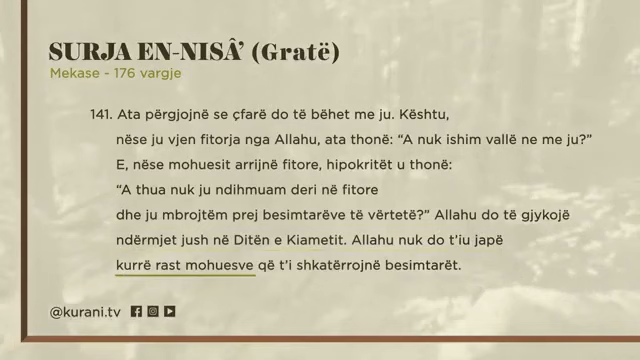 SURJA EN-NISÂ’ (Gratë)
Mekase - 176 vargje
141. Ata përgjojnë se çfarë do të bëhet me ju. Kështu,
nëse ju vjen fitorja nga Allahu, ata thonë: “A nuk ishim vallë ne me ju?”
E, nëse mohuesit arrijnë fitore, hipokritët u thonë:
“A thua nuk ju ndihmuam deri në fitore
dhe ju mbrojtëm prej besimtarëve të vërtetë?” Allahu do të gjykojë
ndërmjet jush në Ditën e Kiametit. Allahu nuk do t’iu japë
kurrë rast mohuesve që t’i shkatërrojnë besimtarët.
@kurani.tv